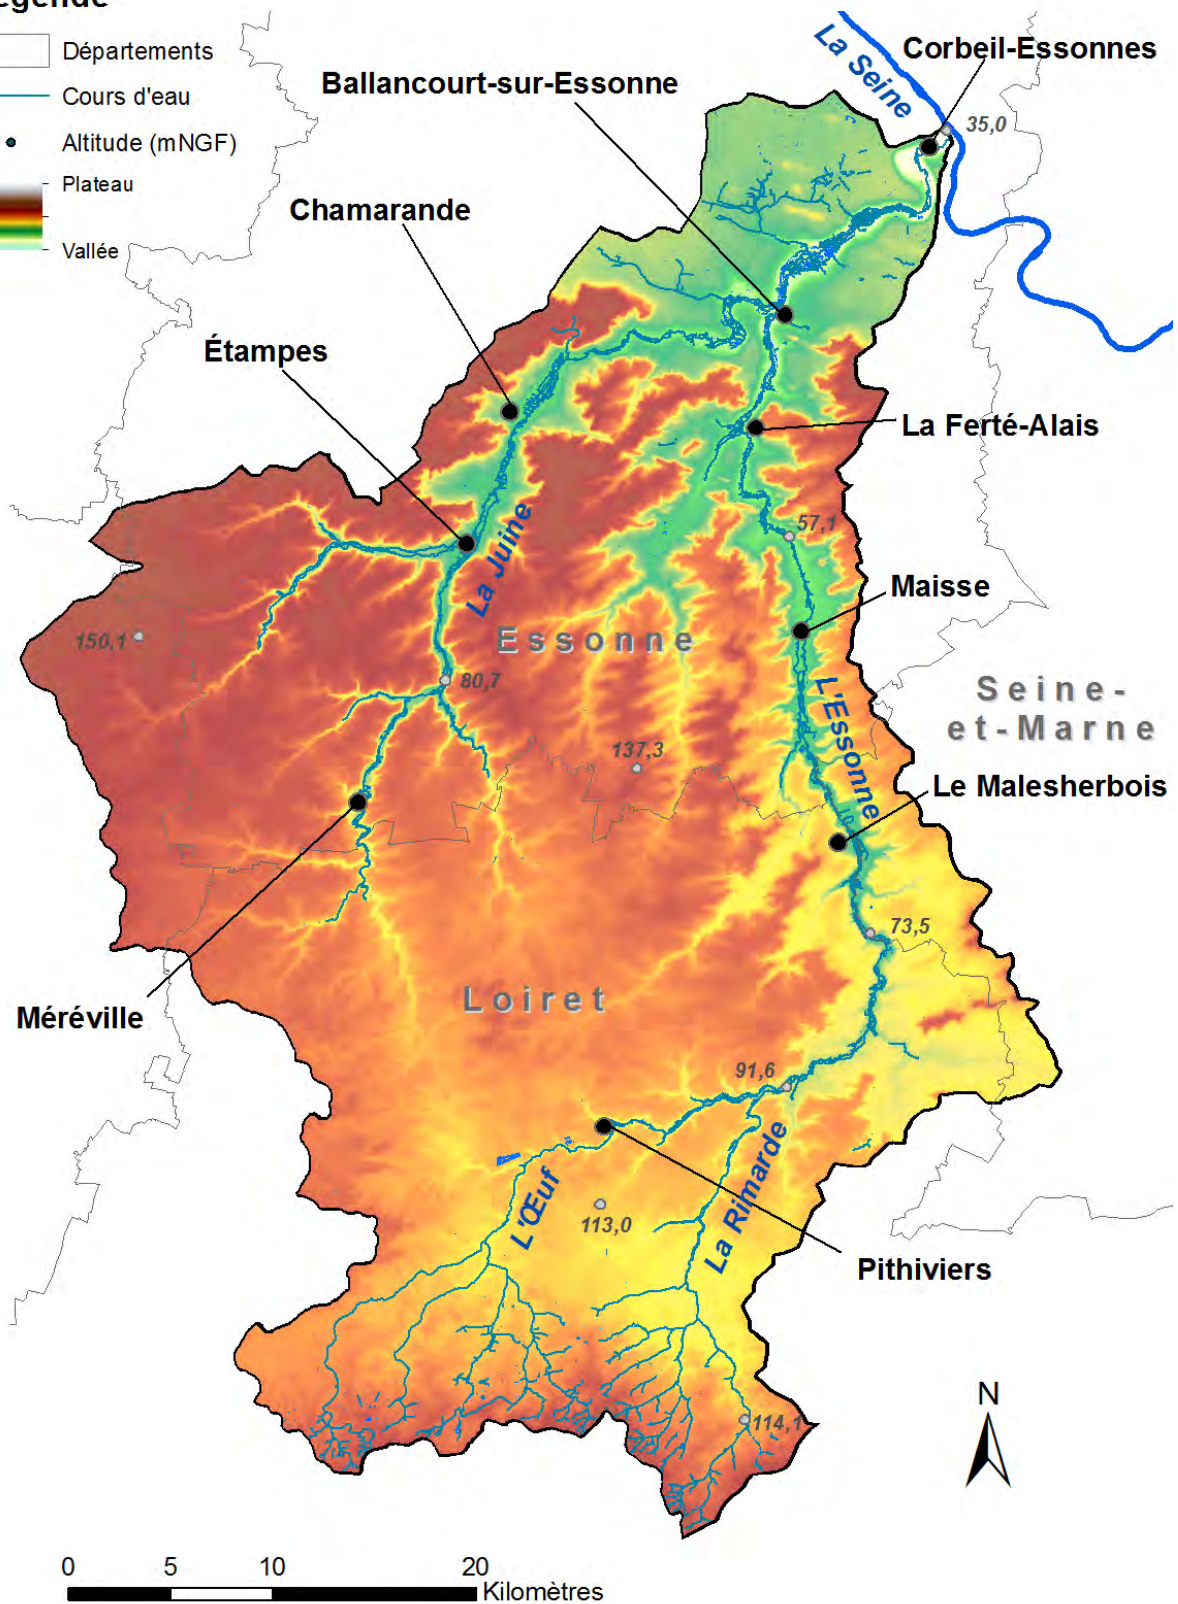 Départements
Cours d'eau
Altitude (mNGF)
Plateau
Vallée
La Seine
Corbeil-Essonnes
35,0
Ballancourt-sur-Essonne
Chamarande
Étampes
La Ferté-Alais
57,1
La Juine
Maisse
150,1
Essonne
80,7
L'Essonne
Seine-
et-Marne
137,3
Le Malesherbois
73,5
Loiret
Méréville
91,6
La Rimarde
L'Œuf
113,0
Pithiviers
114,1
N
0 5 10 20
Kilomètres